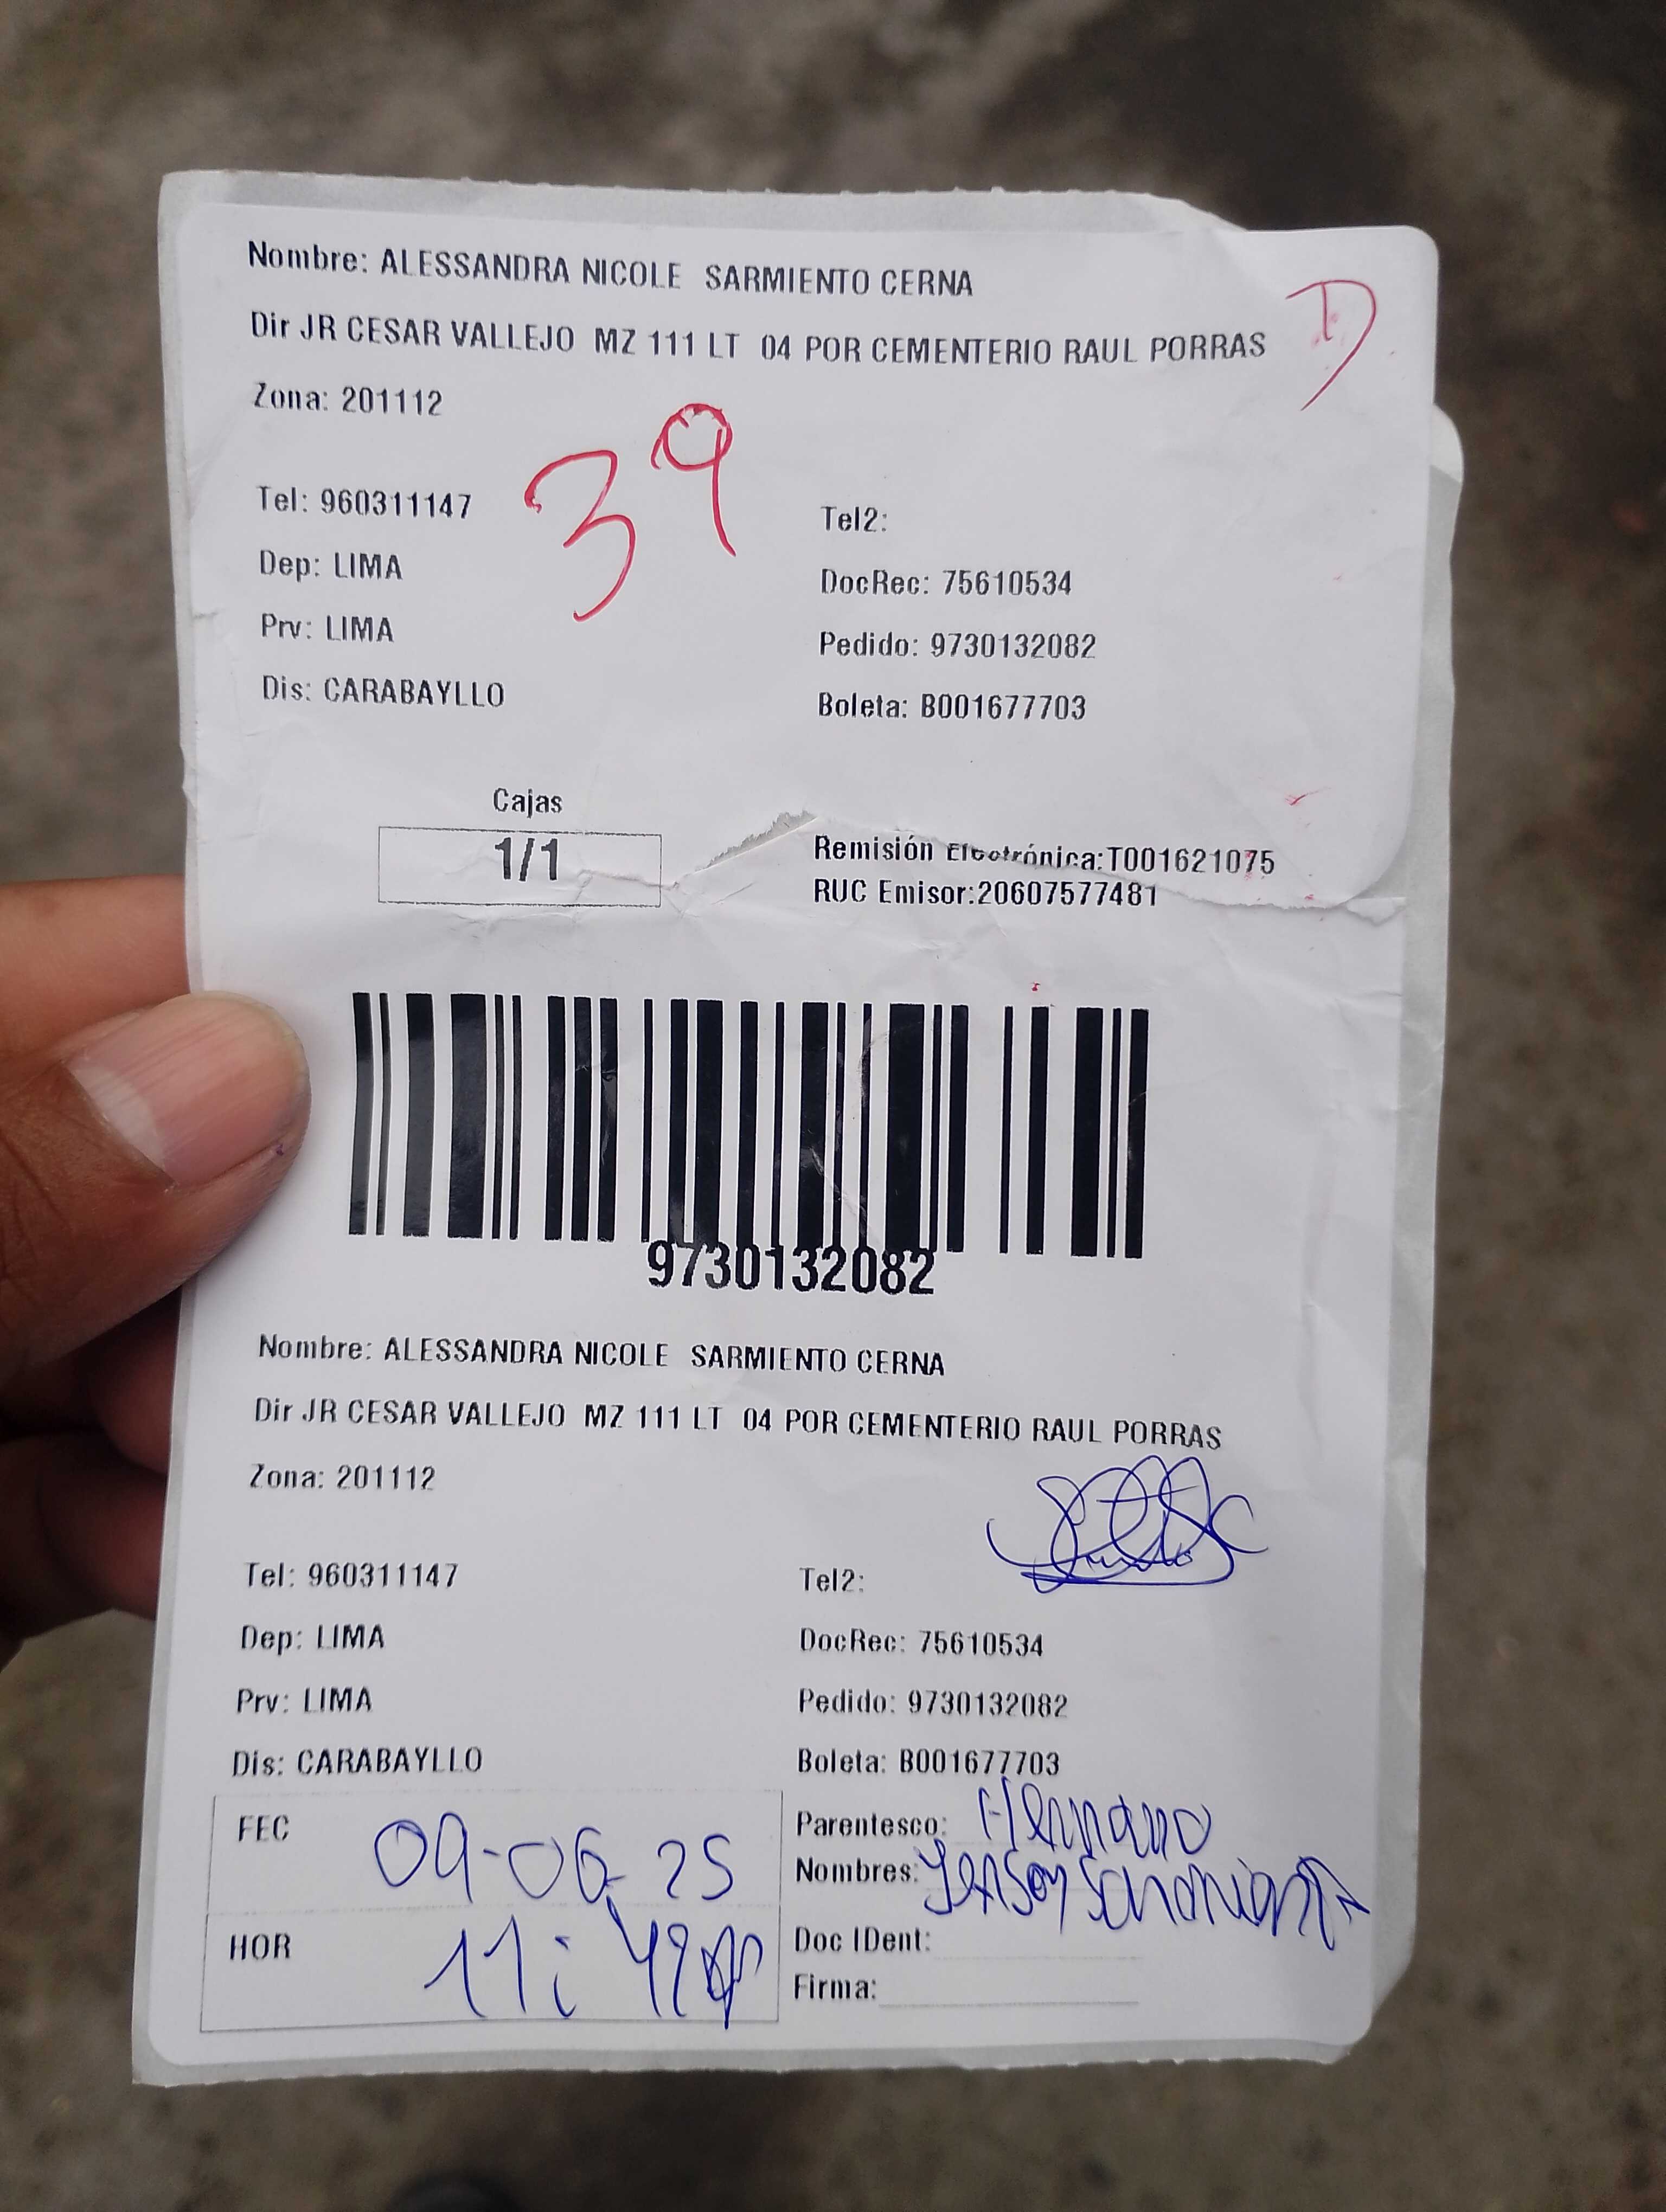 Nombre: ALESSANDRA NICOLE SARMIENTO CERNA
D
Dir JR CESAR VALLEJO MZ 111 LT 04 POR CEMENTERIO RAUL PORRAS
Zona: 201112
39
Tel: 960311147
Tel2:
Dep: LIMA
DocRec: 75610534
Prv: LIMA
Pedido: 9730132082
Dis: CARABAYLLO
Boleta: B001677703
Cajas
1/1
Remisión Electrónica:T001621075
RUC Emisor:20607577481
9730132082
Nombre: ALESSANDRA NICOLE SARMIENTO CERNA
Dir JR CESAR VALLEJO MZ 111 LT 04 POR CEMENTERIO RAUL PORRAS
Zona: 201112
Tel: 960311147
Tel2:
Dep: LIMA
DocRec: 75610534
Prv: LIMA
Pedido: 9730132082
Dis: CARABAYLLO
Boleta: B001677703
FEC 09-06-25
Parentesco: Hermano
Nombres:
HOR 11:
Doc IDent:
Firma: